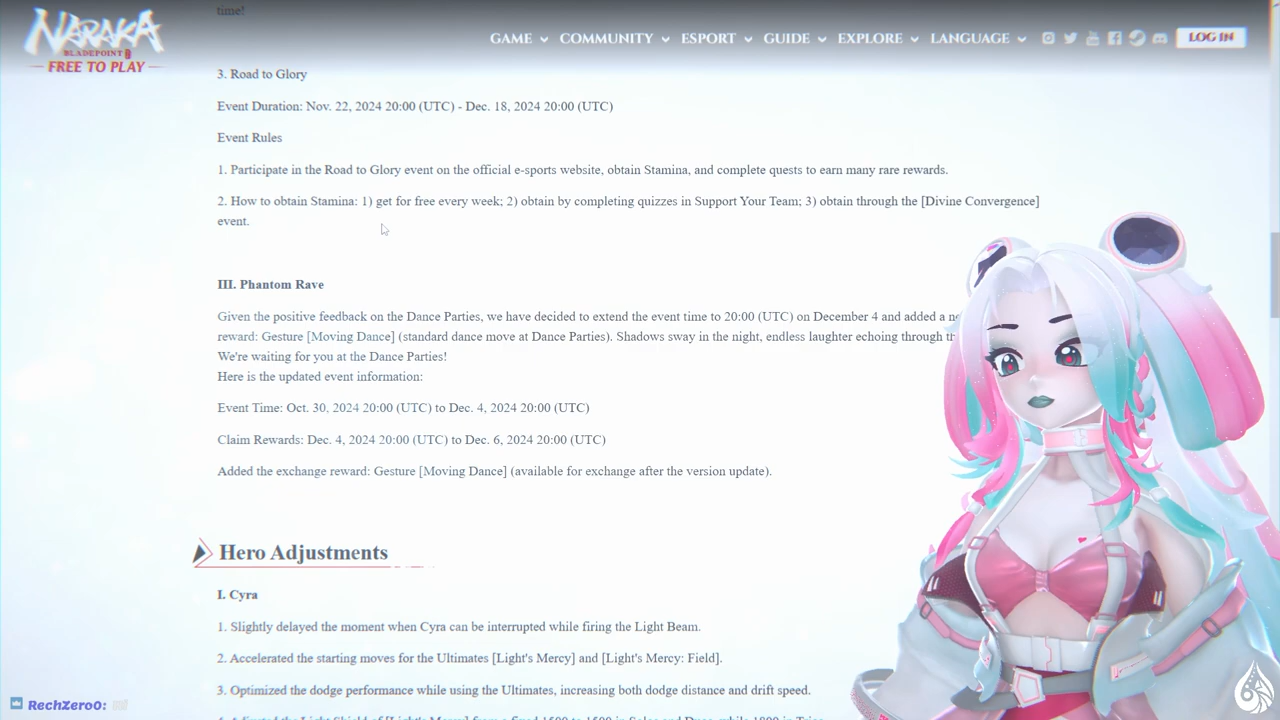 time!
NARAKA
BLADEPOINT
FREE TO PLAY
GAME COMMUNITY ESPORT GUIDE EXPLORE LANGUAGE LOG IN
3. Road to Glory
Event Duration: Nov. 22, 2024 20:00 (UTC) - Dec. 18, 2024 20:00 (UTC)
Event Rules
1. Participate in the Road to Glory event on the official e-sports website, obtain Stamina, and complete quests to earn many rare rewards.
2. How to obtain Stamina: 1) get for free every week; 2) obtain by completing quizzes in Support Your Team; 3) obtain through the [Divine Convergence]
event.
III. Phantom Rave
Given the positive feedback on the Dance Parties, we have decided to extend the event time to 20:00 (UTC) on December 4 and added a
reward: Gesture [Moving Dance] (standard dance move at Dance Parties). Shadows sway in the night, endless laughter echoing through
We're waiting for you at the Dance Parties!
Here is the updated event information:
Event Time: Oct. 30, 2024 20:00 (UTC) to Dec. 4, 2024 20:00 (UTC)
Claim Rewards: Dec. 4, 2024 20:00 (UTC) to Dec. 6, 2024 20:00 (UTC)
Added the exchange reward: Gesture [Moving Dance] (available for exchange after the version update).
Hero Adjustments
I. Cyra
1. Slightly delayed the moment when Cyra can be interrupted while firing the Light Beam.
2. Accelerated the starting moves for the Ultimates [Light's Mercy] and [Light's Mercy: Field].
3. Optimized the dodge performance while using the Ultimates, increasing both dodge distance and drift speed.
RechZero0: